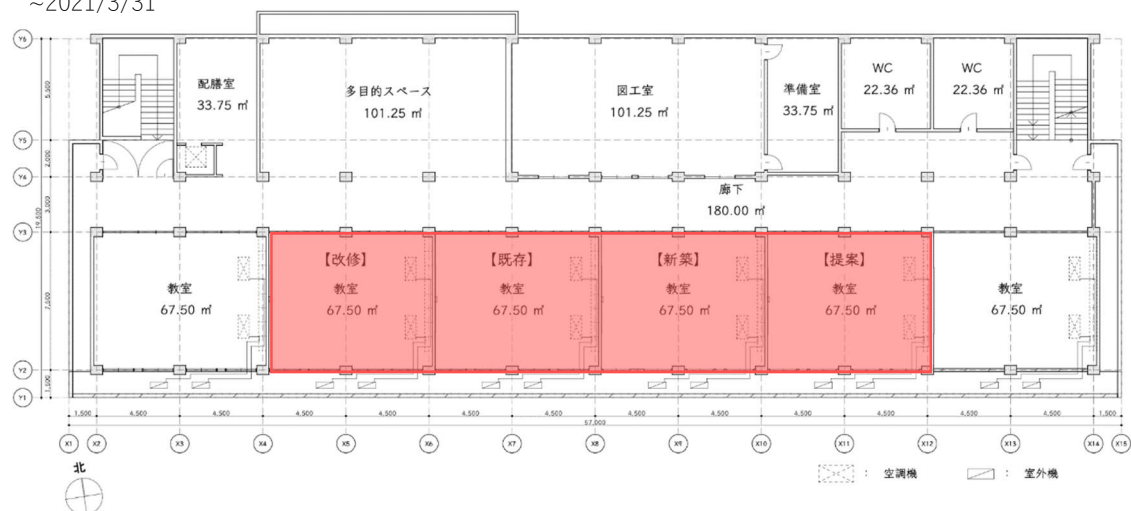 ~2021/3/31
Y6
Y5
Y4
Y3
Y2
Y1
5,500
2,000
3,000
7,500
1,500
19,500
配膳室
33.75 ㎡
多目的スペース
101.25 ㎡
図工室
101.25 ㎡
準備室
33.75 ㎡
WC
22.36 ㎡
WC
22.36 ㎡
廊下
180.00 ㎡
教室
67.50 ㎡
【改修】
教室
67.50 ㎡
【既存】
教室
67.50 ㎡
【新築】
教室
67.50 ㎡
【提案】
教室
67.50 ㎡
教室
67.50 ㎡
1,500 4,500 4,500 4,500 4,500 4,500 4,500 4,500 4,500 4,500 4,500 4,500 4,500 1,500
57,000
X1 X2 X3 X4 X5 X6 X7 X8 X9 X10 X11 X12 X13 X14 X15
北
： 空調機
： 室外機